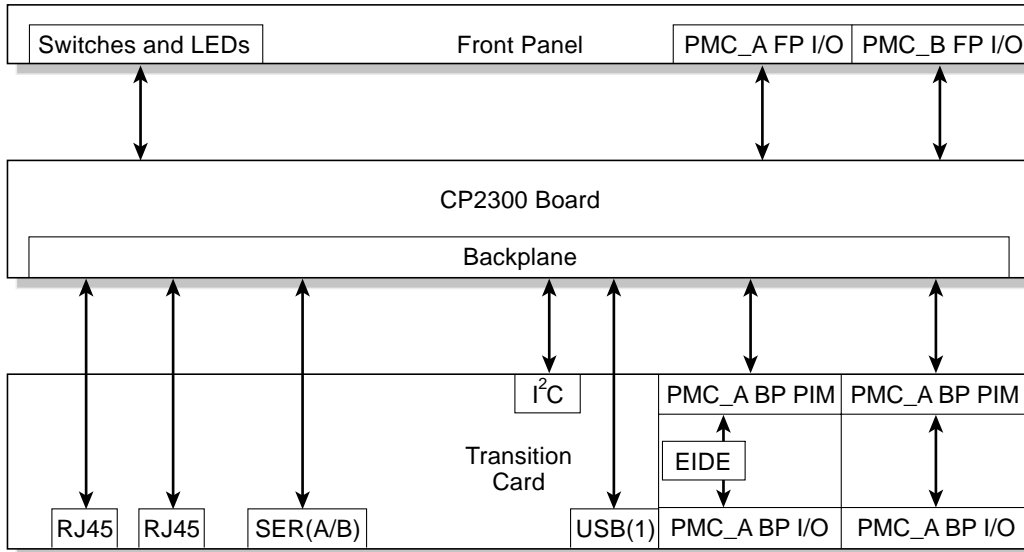 Switches and LEDs
Front Panel
PMC_A FP I/O
PMC_B FP I/O
CP2300 Board
Backplane
I²C
PMC_A BP PIM
PMC_A BP PIM
Transition
Card
EIDE
RJ45
RJ45
SER(A/B)
USB(1)
PMC_A BP I/O
PMC_A BP I/O